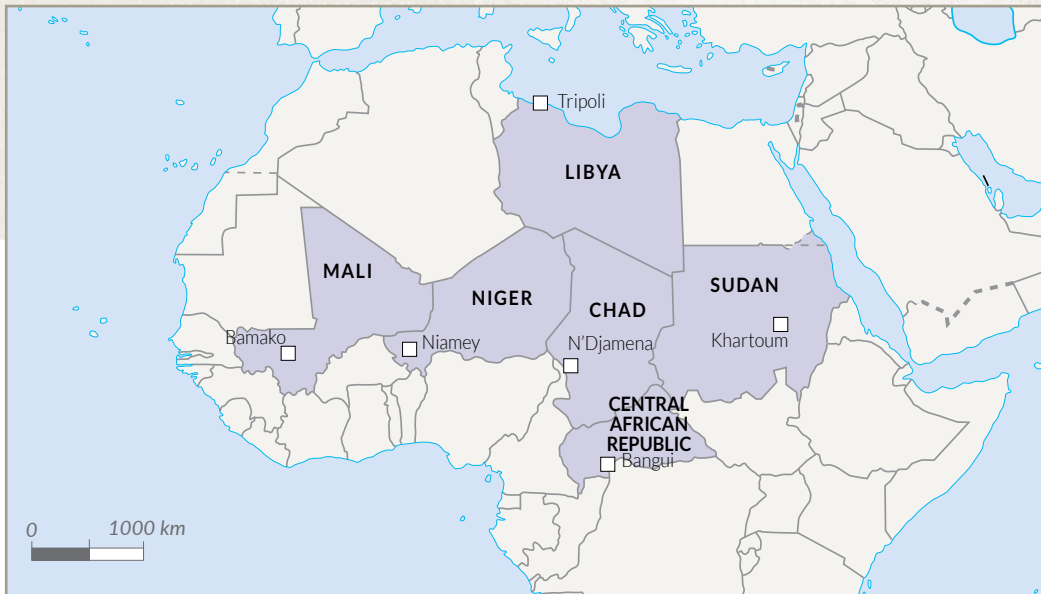 Tripoli
LIBYA
MALI
NIGER
CHAD
SUDAN
Bamako
Niamey
N'Djamena
Khartoum
CENTRAL
AFRICAN
REPUBLIC
Bangui
0 1000 km